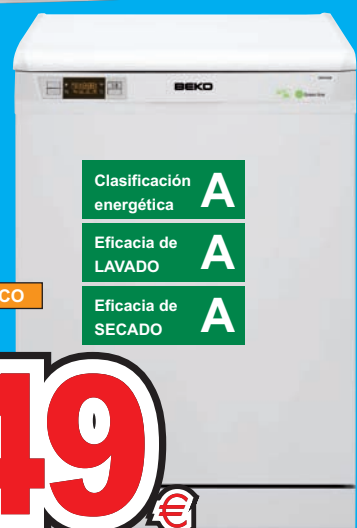 BEKO
Clasificación
energética A
Eficacia de
LAVADO A
Eficacia de
SECADO A
CO
49
€